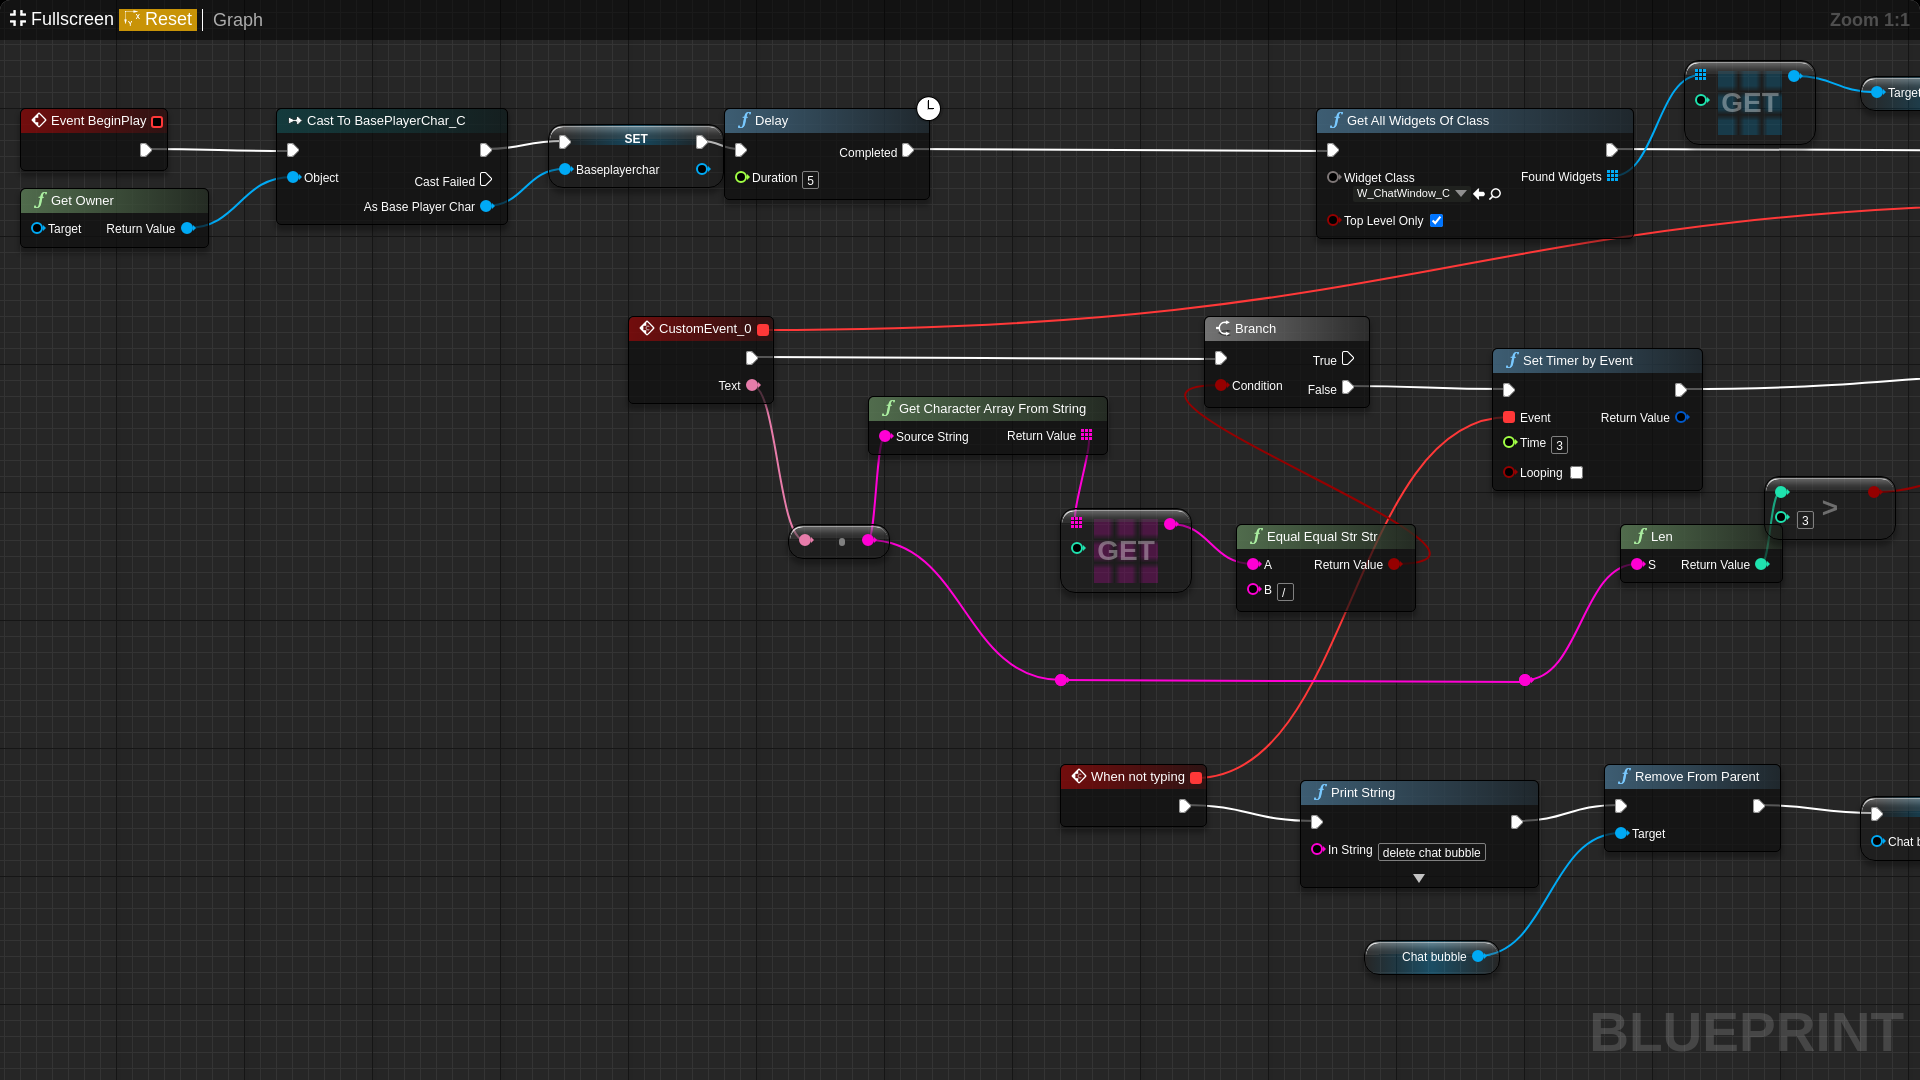 Fullscreen Reset Graph
Zoom 1:1
GET
Target
Event BeginPlay
Cast To BasePlayerChar_C
Object
Cast Failed
As Base Player Char
SET
Baseplayerchar
Delay
Completed
Duration 5
Get All Widgets Of Class
Widget Class
W_ChatWindow_C
Found Widgets
Top Level Only
Get Owner
Target Return Value
CustomEvent_0
Text
Branch
True
Condition
False
Set Timer by Event
Event Return Value
Time 3
Looping
Get Character Array From String
Source String Return Value
GET
Equal Equal Str Str
A Return Value
B /
3 >
Len
S Return Value
When not typing
Print String
In String delete chat bubble
Remove From Parent
Target
Chat b
Chat bubble
BLUEPRINT